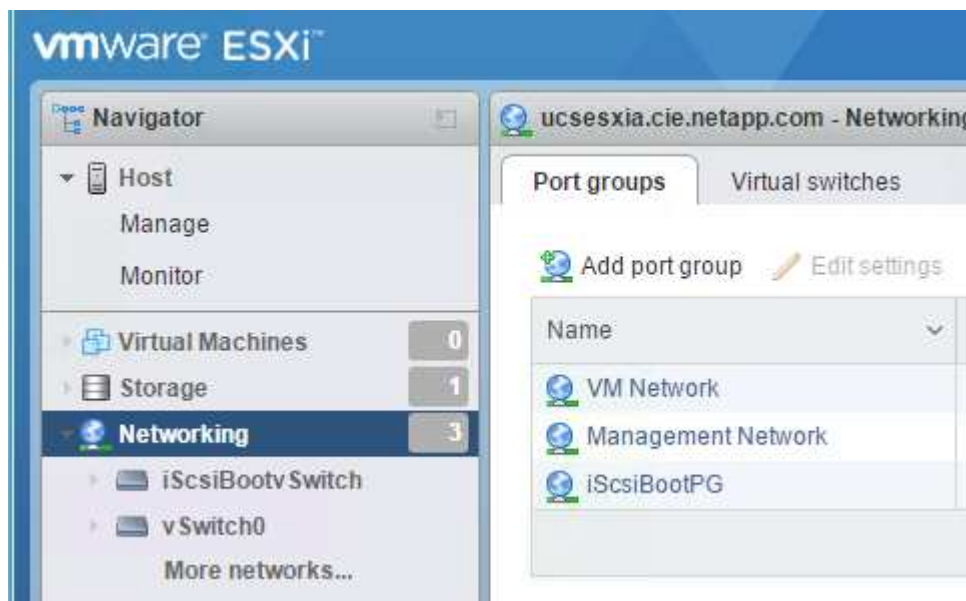 vmware ESXi™
Navigator
Host
Manage
Monitor
Virtual Machines 0
Storage 1
Networking 3
iScsiBootvSwitch
vSwitch0
More networks...
ucsesxia.cie.netapp.com - Networking
Port groups Virtual switches
Add port group Edit settings
Name
VM Network
Management Network
iScsiBootPG